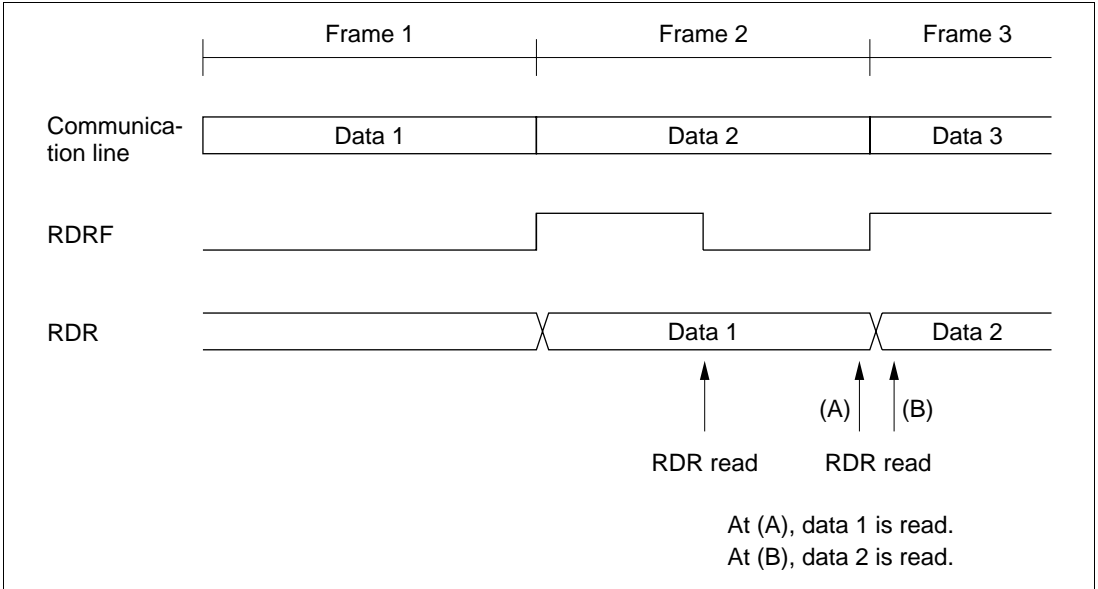 Frame 1 Frame 2 Frame 3
Communica-
tion line
Data 1 Data 2 Data 3
RDRF
RDR
Data 1 Data 2
(A) (B)
RDR read RDR read
At (A), data 1 is read.
At (B), data 2 is read.